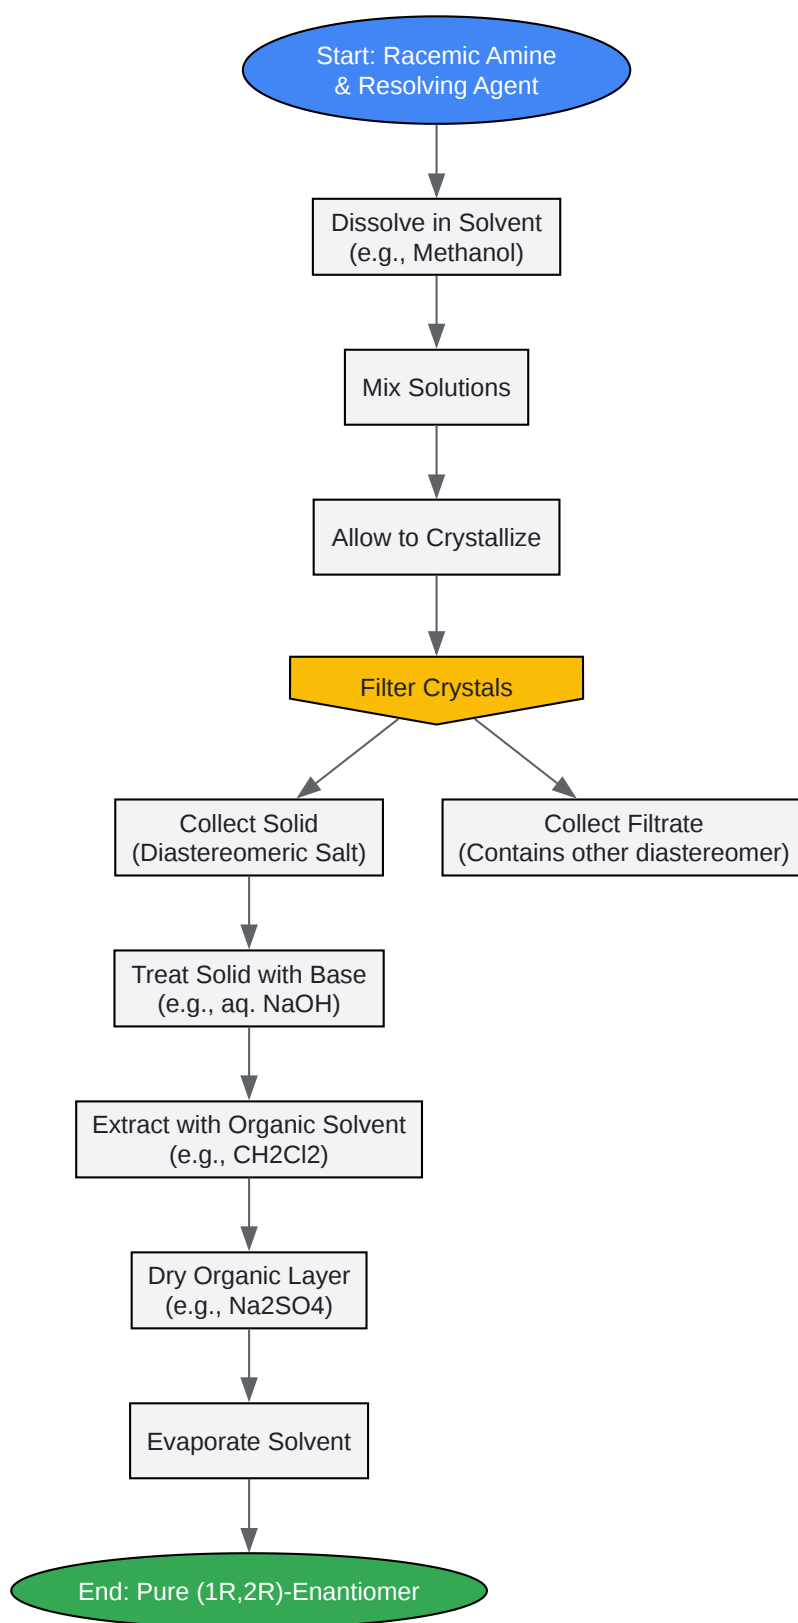 Start: Racemic Amine
& Resolving Agent
Dissolve in Solvent
(e.g., Methanol)
Mix Solutions
Allow to Crystallize
Filter Crystals
Collect Solid
(Diastereomeric Salt)
Collect Filtrate
(Contains other diastereomer)
Treat Solid with Base
(e.g., aq. NaOH)
Extract with Organic Solvent
(e.g., CH2Cl2)
Dry Organic Layer
(e.g., Na2SO4)
Evaporate Solvent
End: Pure (1R,2R)-Enantiomer